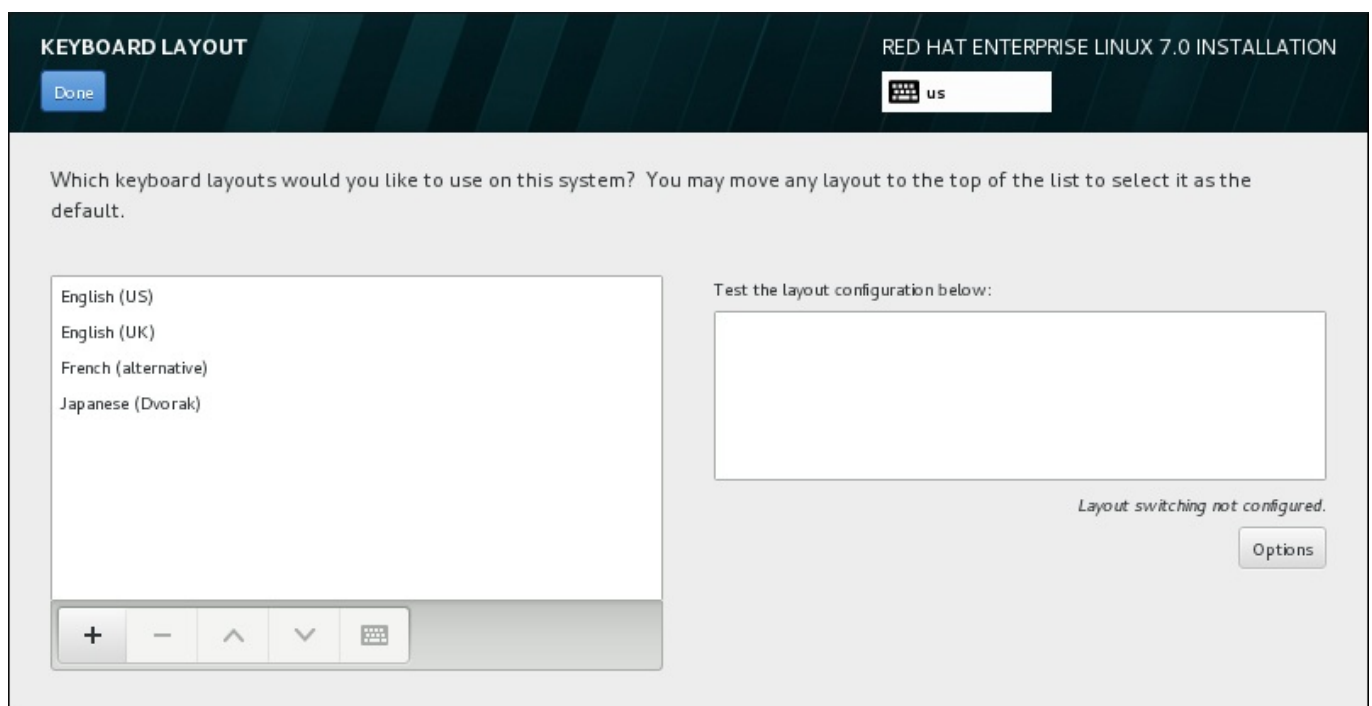 KEYBOARD LAYOUT
RED HAT ENTERPRISE LINUX 7.0 INSTALLATION
Done
us
Which keyboard layouts would you like to use on this system? You may move any layout to the top of the list to select it as the
default.
English (US)
English (UK)
French (alternative)
Japanese (Dvorak)
Test the layout configuration below:
Layout switching not configured.
Options